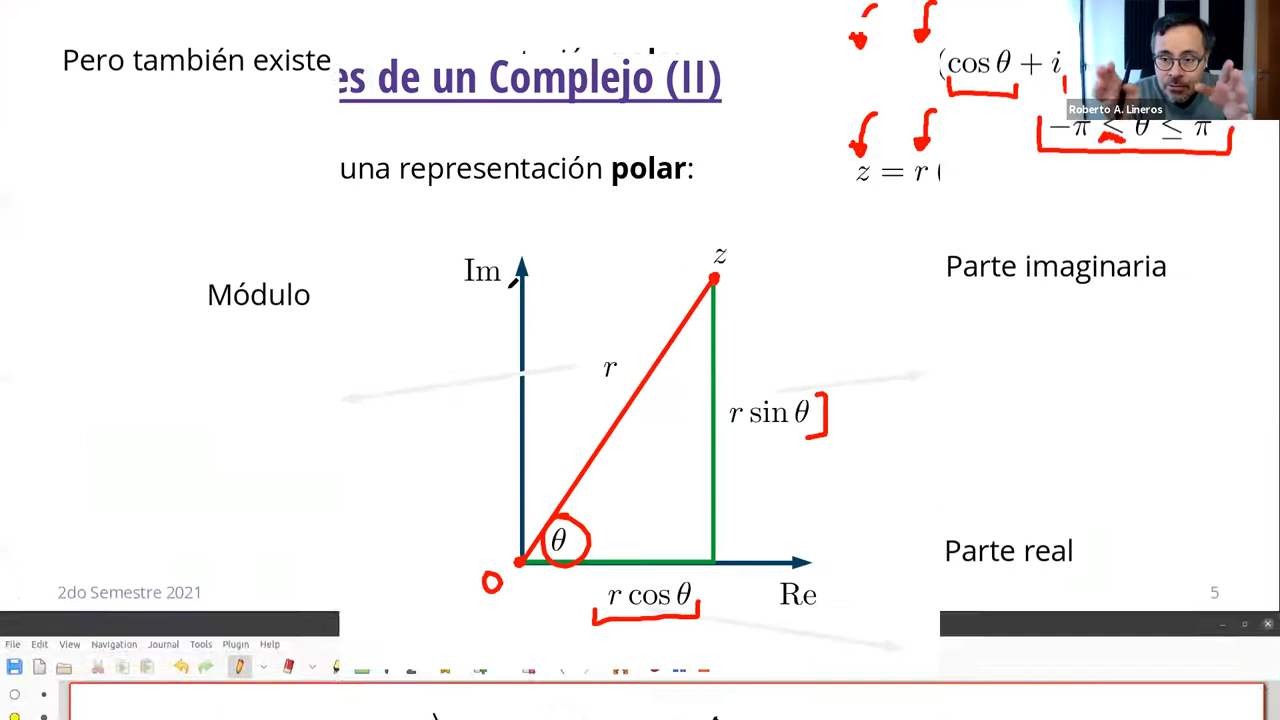 Pero también existe
es de un Complejo (II)
(cos θ + i
Roberto A. Lineros
−π ≤ θ ≤ π
una representación polar:
z = r (
z
Im
Parte imaginaria
Módulo
r
r sin θ
θ
Parte real
0
2do Semestre 2021
r cos θ
Re
5
File Edit View Navigation Journal Tools Plugin Help